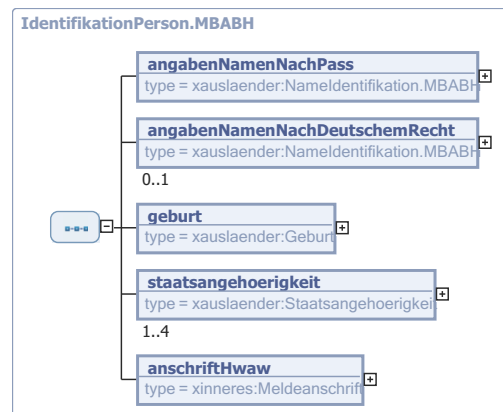 IdentifikationPerson.MBABH
angabenNamenNachPass
type = xauslaender:NameIdentifikation.MBABH
angabenNamenNachDeutschemRecht
type = xauslaender:NameIdentifikation.MBABH
0..1
geburt
type = xauslaender:Geburt
staatsangehoerigkeit
type = xauslaender:Staatsangehoerigkeit
1..4
anschriftHwaw
type = xinneres:Meldeanschrift